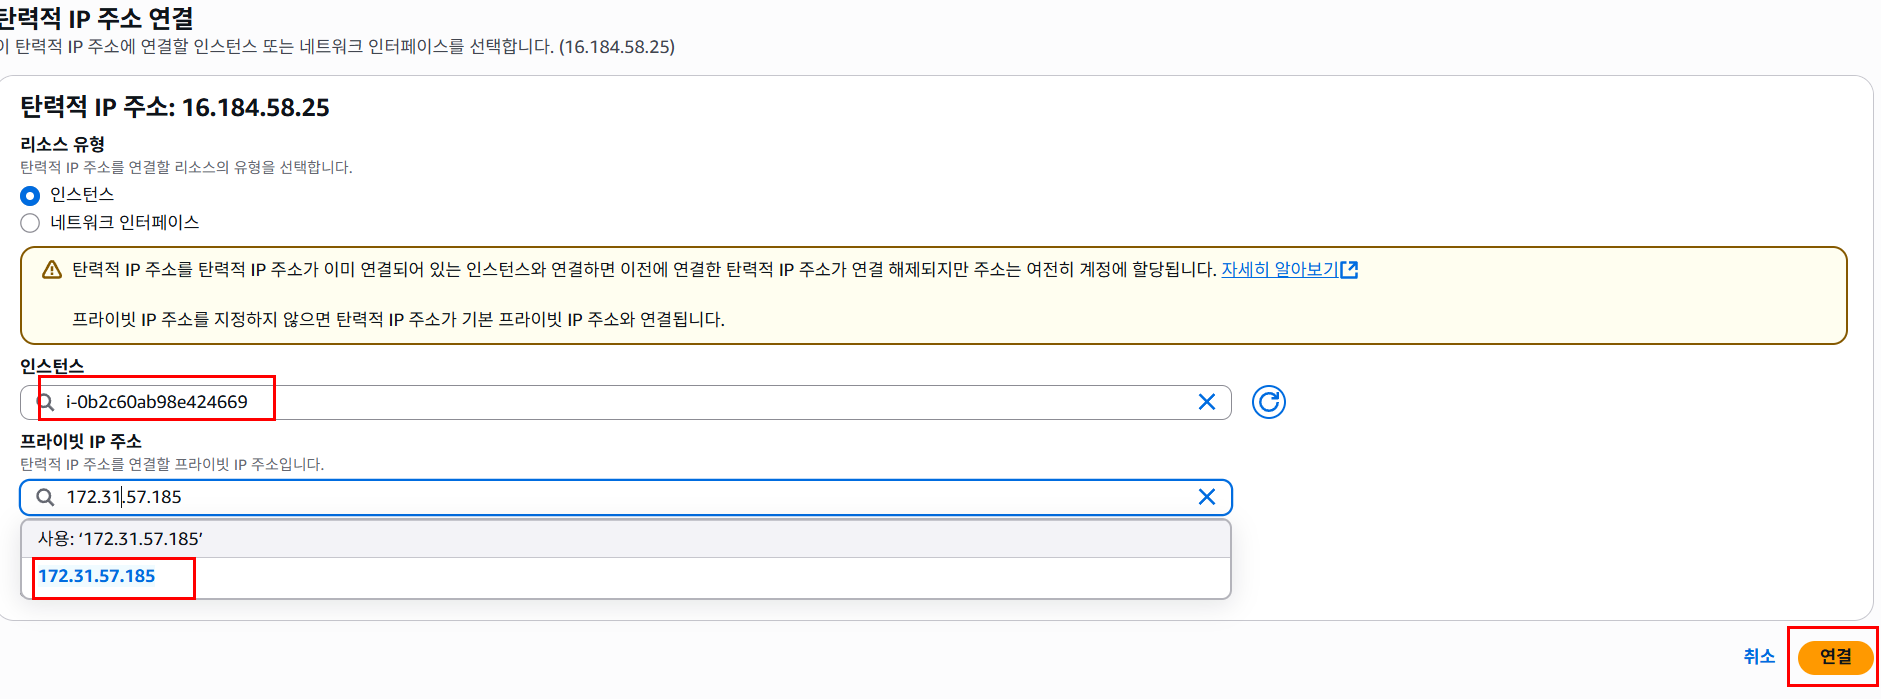 탄력적 IP 주소 연결
이 탄력적 IP 주소에 연결할 인스턴스 또는 네트워크 인터페이스를 선택합니다. (16.184.58.25)
탄력적 IP 주소: 16.184.58.25
리소스 유형
탄력적 IP 주소를 연결할 리소스의 유형을 선택합니다.
인스턴스
네트워크 인터페이스
탄력적 IP 주소를 탄력적 IP 주소가 이미 연결되어 있는 인스턴스와 연결하면 이전에 연결한 탄력적 IP 주소가 연결 해제되지만 주소는 여전히 계정에 할당됩니다. 자세히 알아보기
프라이빗 IP 주소를 지정하지 않으면 탄력적 IP 주소가 기본 프라이빗 IP 주소와 연결됩니다.
인스턴스
i-0b2c60ab98e424669
프라이빗 IP 주소
탄력적 IP 주소를 연결할 프라이빗 IP 주소입니다.
172.31.57.185
사용: ‘172.31.57.185’
172.31.57.185
취소 연결